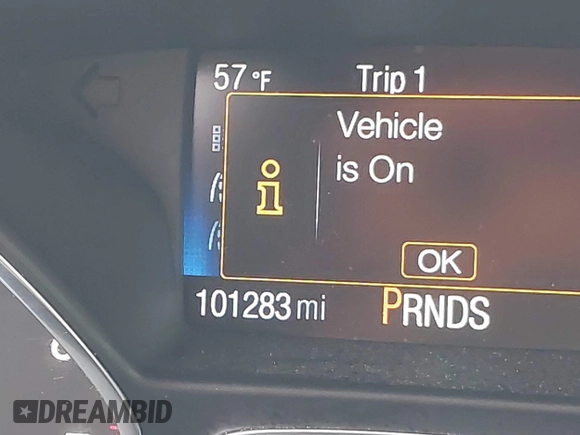 57 °F Trip 1
Vehicle
is On
i
OK
101283 mi PRNDS
DREAMBID